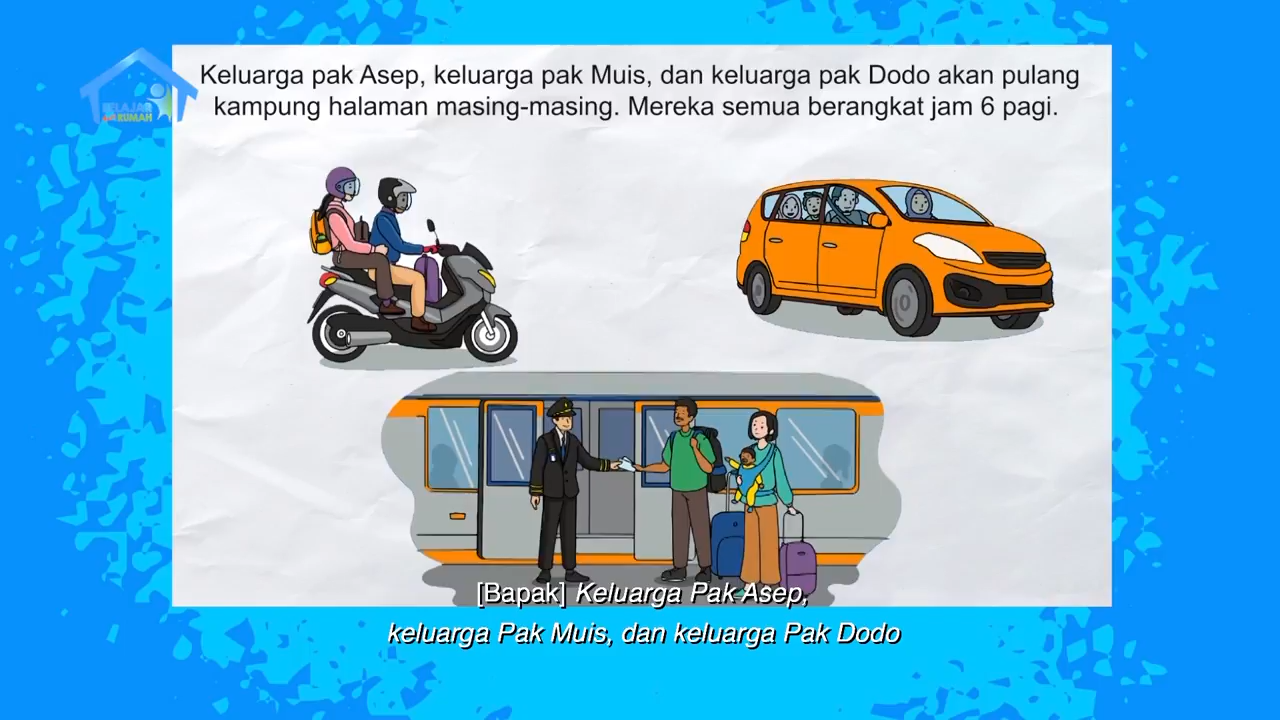 BELAJAR
dari RUMAH
Keluarga pak Asep, keluarga pak Muis, dan keluarga pak Dodo akan pulang
kampung halaman masing-masing. Mereka semua berangkat jam 6 pagi.
[Bapak] Keluarga Pak Asep,
keluarga Pak Muis, dan keluarga Pak Dodo